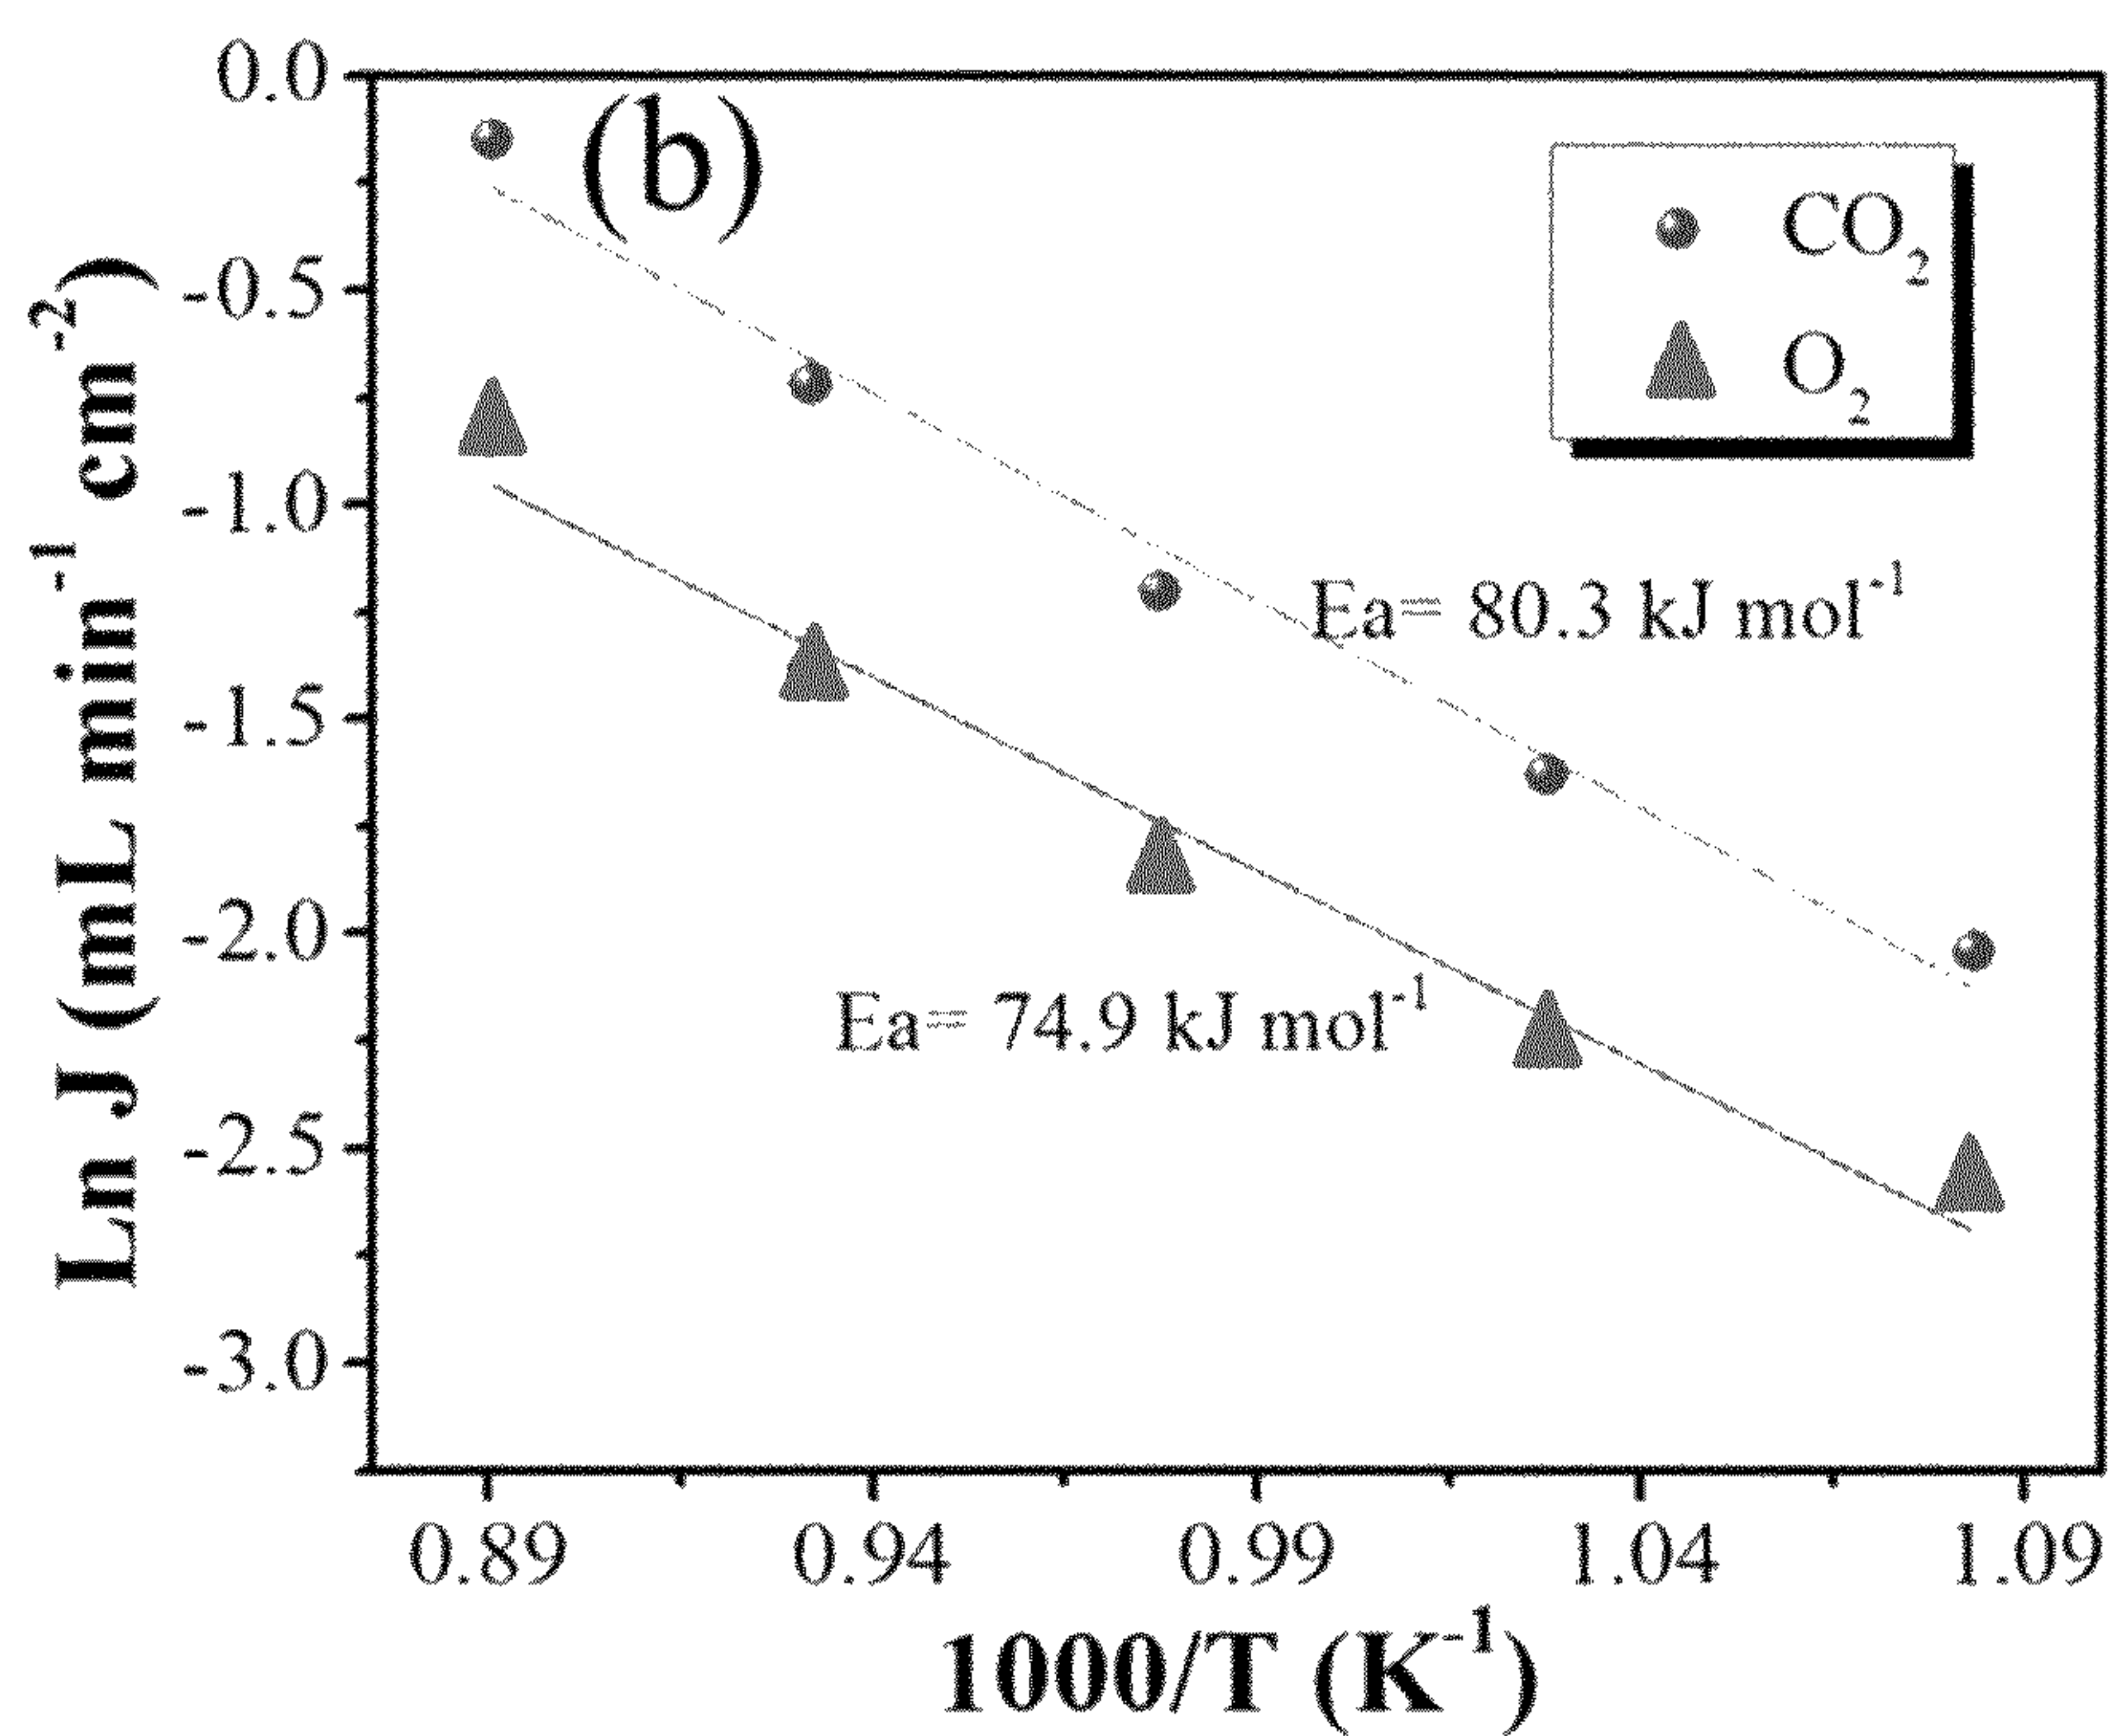 (b)
CO₂
O₂
Ea= 80.3 kJ mol⁻¹
Ea= 74.9 kJ mol⁻¹
Ln J (mL min⁻¹ cm⁻²)
0.0
-0.5
-1.0
-1.5
-2.0
-2.5
-3.0
0.89 0.94 0.99 1.04 1.09
1000/T (K⁻¹)